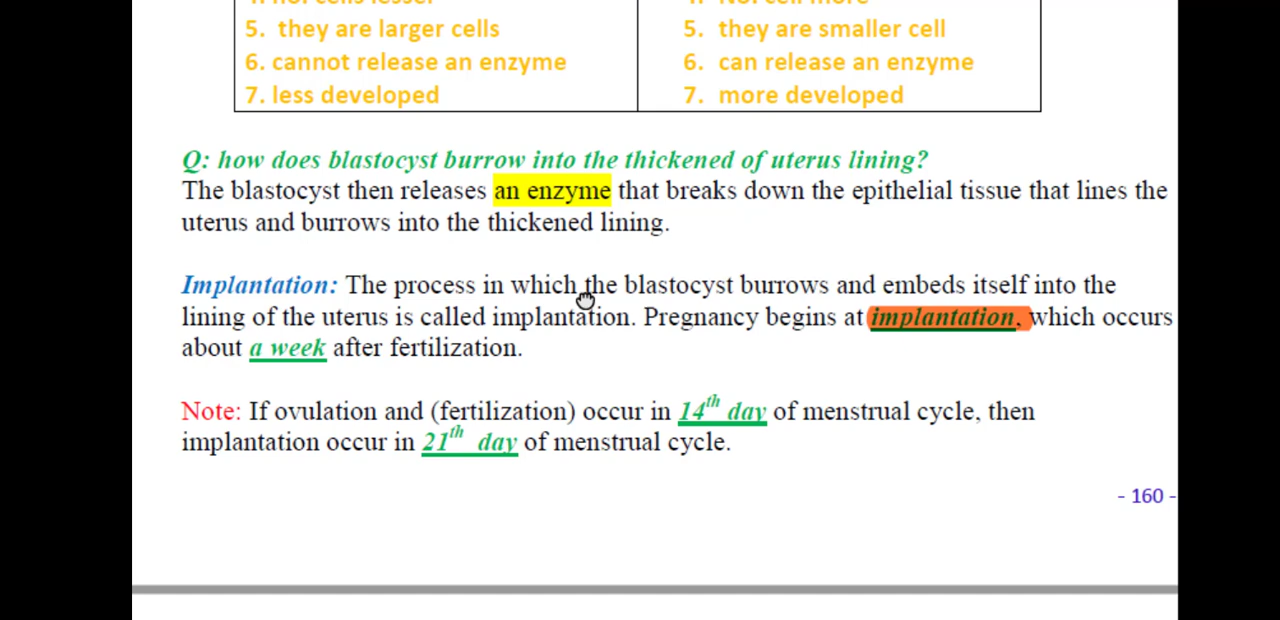 5. they are larger cells
5. they are smaller cell
6. cannot release an enzyme
6. can release an enzyme
7. less developed
7. more developed
Q: how does blastocyst burrow into the thickened of uterus lining?
The blastocyst then releases an enzyme that breaks down the epithelial tissue that lines the
uterus and burrows into the thickened lining.
Implantation: The process in which the blastocyst burrows and embeds itself into the
lining of the uterus is called implantation. Pregnancy begins at implantation, which occurs
about a week after fertilization.
Note: If ovulation and (fertilization) occur in 14th day of menstrual cycle, then
implantation occur in 21th day of menstrual cycle.
- 160 -